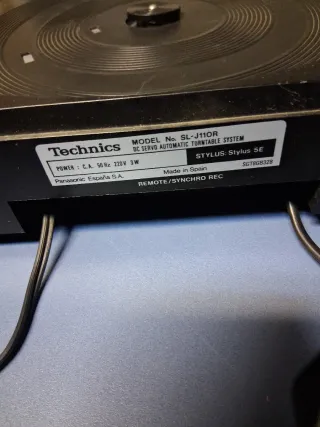 Technics MODEL No. SL-J110R
DC SERVO AUTOMATIC TURNTABLE SYSTEM
POWER : C.A. 50Hz 220V 3W STYLUS: Stylus 5E
Panasonic España S.A. Made in Spain
REMOTE/SYNCHRO REC